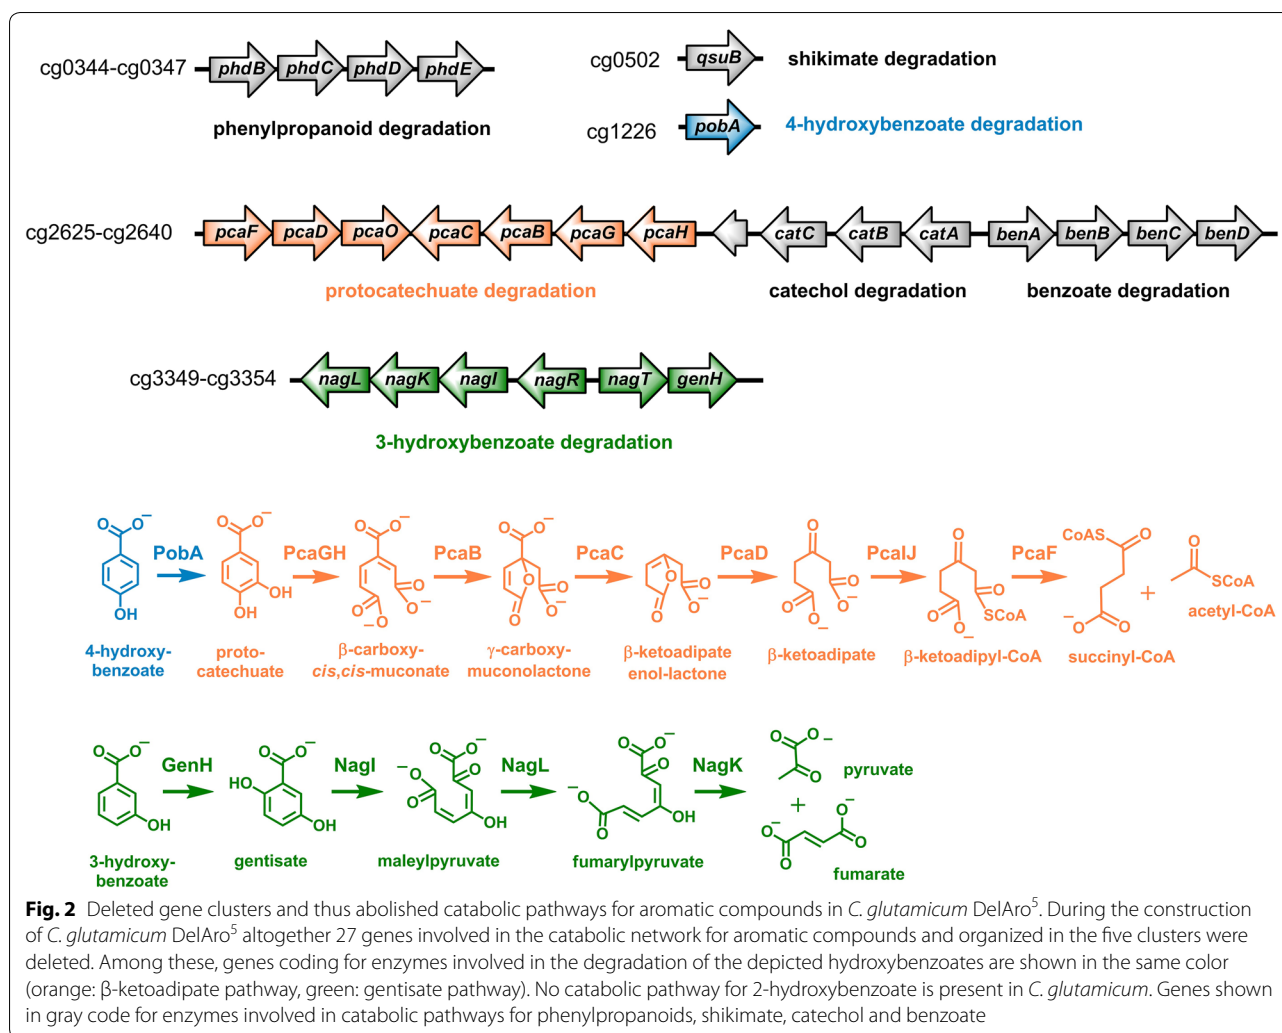 cg0344-cg0347
phdB phdC phdD phdE
phenylpropanoid degradation
cg0502
qsuB
shikimate degradation
cg1226
pobA
4-hydroxybenzoate degradation
cg2625-cg2640
pcaF pcaD pcaO pcaC pcaB pcaG pcaH catC catB catA benA benB benC benD
protocatechuate degradation
catechol degradation
benzoate degradation
cg3349-cg3354
nagL nagK nagI nagR nagT genH
3-hydroxybenzoate degradation
O O−
OH
4-hydroxy-
benzoate
PobA
O O−
OH
OH
proto-
catechuate
PcaGH
O O−
O
O−
−O O
β-carboxy-
cis,cis-muconate
PcaB
O O−
O
O
O
O−
γ-carboxy-
muconolactone
PcaC
O
O
O
O−
β-ketoadipate
enol-lactone
PcaD
O
O
O−
O
O−
β-ketoadipate
PcaIJ
O
O
SCoA
O
O−
β-ketoadipyl-CoA
PcaF
CoAS
O
−O
O
succinyl-CoA
+
O
SCoA
acetyl-CoA
O O−
OH
3-hydroxy-
benzoate
GenH
O O−
HO
OH
gentisate
NagI
O O−
−O
O
O
OH
maleylpyruvate
NagL
O O−
O
−O
O
OH
fumarylpyruvate
NagK
O O−
O
pyruvate
+
O−
−O
O
O
fumarate
Fig. 2 Deleted gene clusters and thus abolished catabolic pathways for aromatic compounds in C. glutamicum DelAro⁵. During the construction
of C. glutamicum DelAro⁵ altogether 27 genes involved in the catabolic network for aromatic compounds and organized in the five clusters were
deleted. Among these, genes coding for enzymes involved in the degradation of the depicted hydroxybenzoates are shown in the same color
(orange: β-ketoadipate pathway, green: gentisate pathway). No catabolic pathway for 2-hydroxybenzoate is present in C. glutamicum. Genes shown
in gray code for enzymes involved in catabolic pathways for phenylpropanoids, shikimate, catechol and benzoate